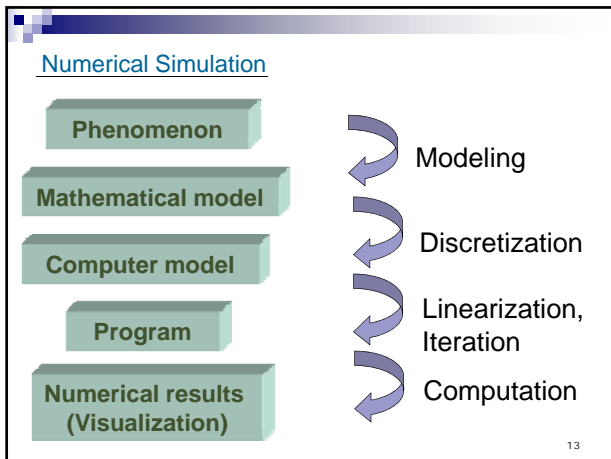 Numerical Simulation
Phenomenon
Modeling
Mathematical model
Discretization
Computer model
Linearization,
Iteration
Program
Computation
Numerical results
(Visualization)
13